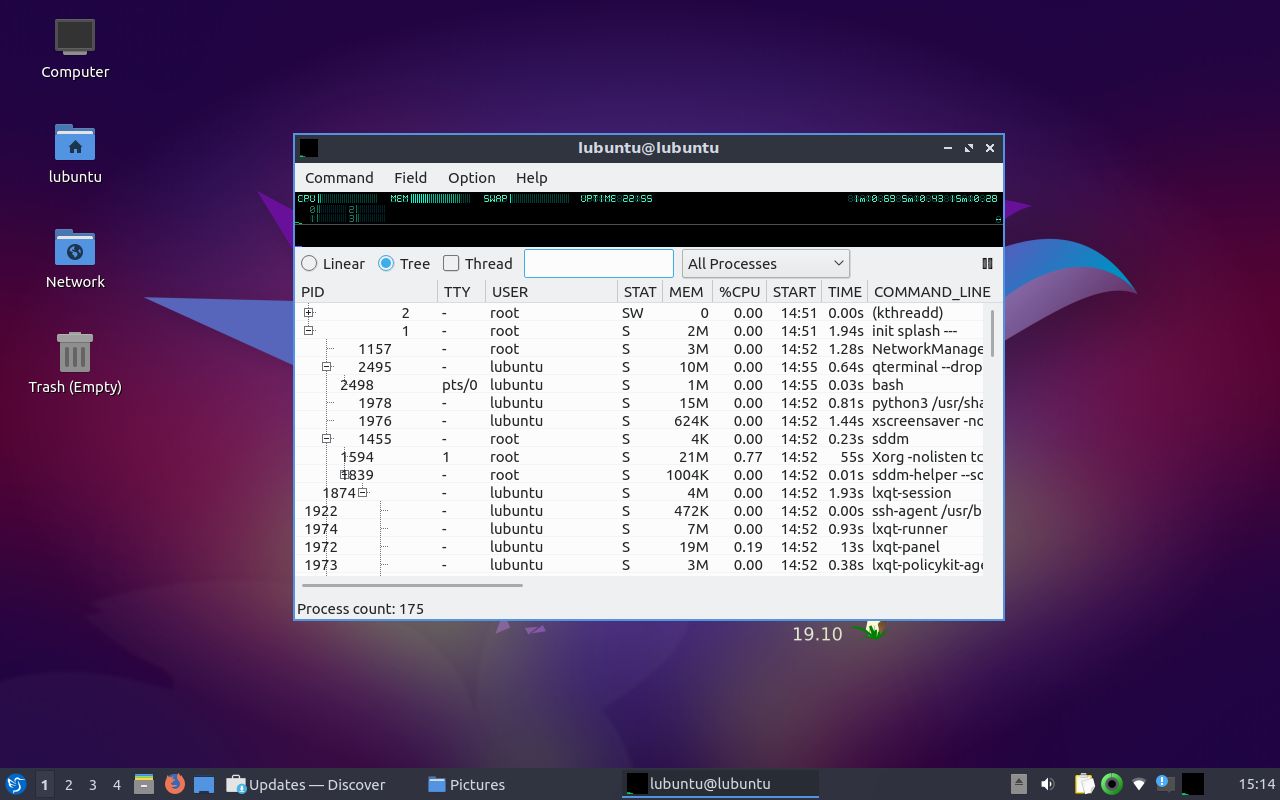 Computer
lubuntu
Network
Trash (Empty)
lubuntu@lubuntu
Command Field Option Help
CPU MEM SWAP UPTIME:22:55 1m:0.69 5m:0.43 15m:0.28
0 2
1 3
Linear Tree Thread All Processes
PID TTY USER STAT MEM %CPU START TIME COMMAND_LINE
2 - root SW 0 0.00 14:51 0.00s (kthreadd)
1 - root S 2M 0.00 14:51 1.94s init splash ---
1157 - root S 3M 0.00 14:52 1.28s NetworkManage
2495 - lubuntu S 10M 0.00 14:55 0.64s qterminal --drop
2498 pts/0 lubuntu S 1M 0.00 14:55 0.03s bash
1978 - lubuntu S 15M 0.00 14:52 0.81s python3 /usr/sha
1976 - lubuntu S 624K 0.00 14:52 1.44s xscreensaver -no
1455 - root S 4K 0.00 14:52 0.23s sddm
1594 1 root S 21M 0.77 14:52 55s Xorg -nolisten tc
1839 - root S 1004K 0.00 14:52 0.01s sddm-helper --so
1874 - lubuntu S 4M 0.00 14:52 1.93s lxqt-session
1922 - lubuntu S 472K 0.00 14:52 0.00s ssh-agent /usr/b
1974 - lubuntu S 7M 0.00 14:52 0.93s lxqt-runner
1972 - lubuntu S 19M 0.19 14:52 13s lxqt-panel
1973 - lubuntu S 3M 0.00 14:52 0.38s lxqt-policykit-age
Process count: 175
19.10
1 2 3 4 Updates — Discover Pictures lubuntu@lubuntu 15:14